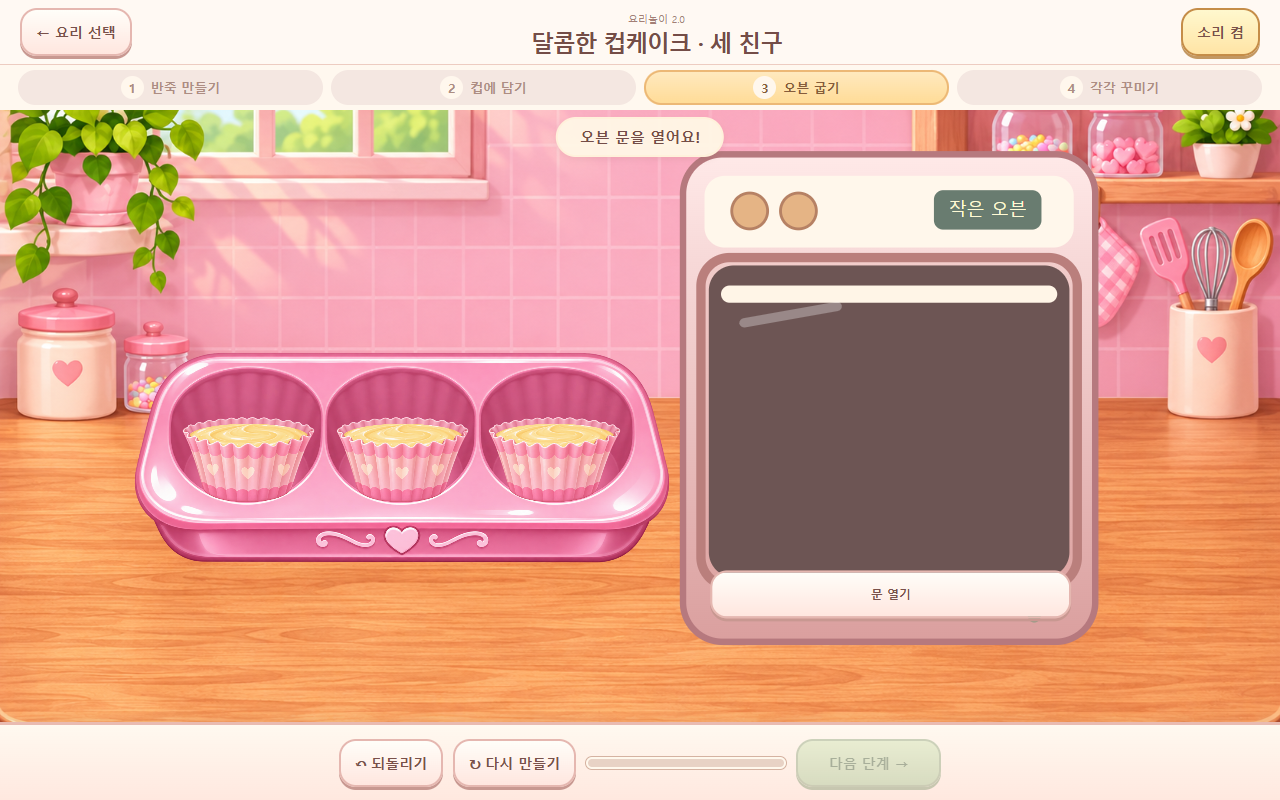 ← 요리 선택
요리놀이 2.0
달콤한 컵케이크 · 세 친구
소리 켬
1 반죽 만들기
2 컵에 담기
3 오븐 굽기
4 각각 꾸미기
오븐 문을 열어요!
작은 오븐
문 열기
↶ 되돌리기
↻ 다시 만들기
다음 단계 →